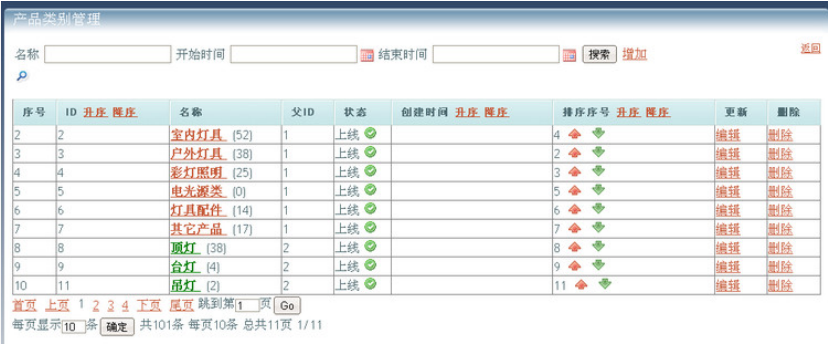 产品类别管理
名称 开始时间 结束时间 搜索 增加 返回
序号 ID 升序 降序 名称 父ID 状态 创建时间 升序 降序 排序序号 升序 降序 更新 删除
2 2 室内灯具 (52) 1 上线 4 编辑 删除
3 3 户外灯具 (38) 1 上线 2 编辑 删除
4 4 彩灯照明 (25) 1 上线 3 编辑 删除
5 5 电光源类 (0) 1 上线 5 编辑 删除
6 6 灯具配件 (14) 1 上线 6 编辑 删除
7 7 其它产品 (17) 1 上线 7 编辑 删除
8 8 顶灯 (38) 2 上线 8 编辑 删除
9 9 台灯 (4) 2 上线 9 编辑 删除
10 11 吊灯 (2) 2 上线 11 编辑 删除
首页 上页 1 2 3 4 下页 尾页 跳到第1页 Go
每页显示10条 确定 共101条 每页10条 总共11页 1/11